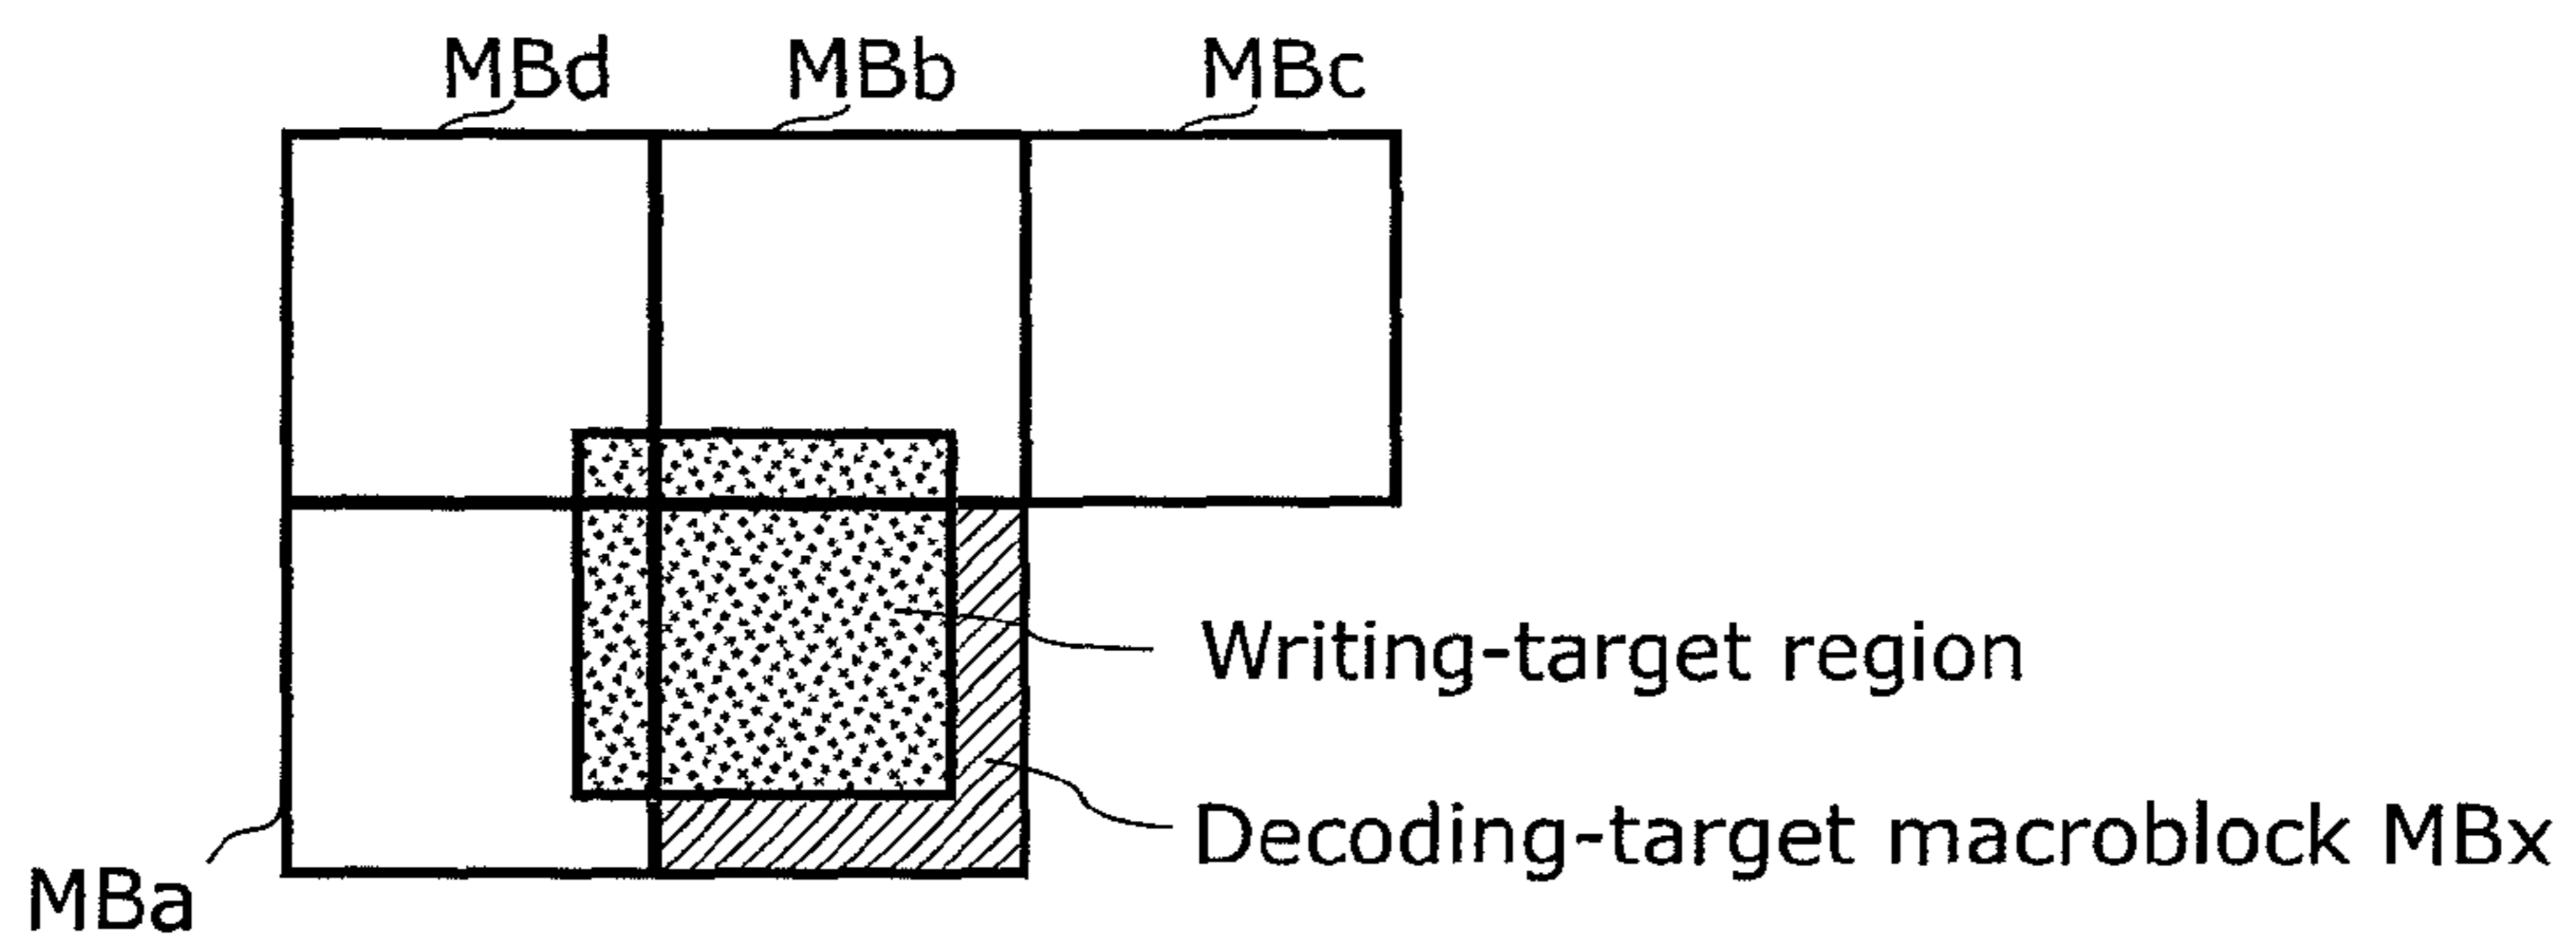 MBd MBb MBc
Writing-target region
Decoding-target macroblock MBx
MBa